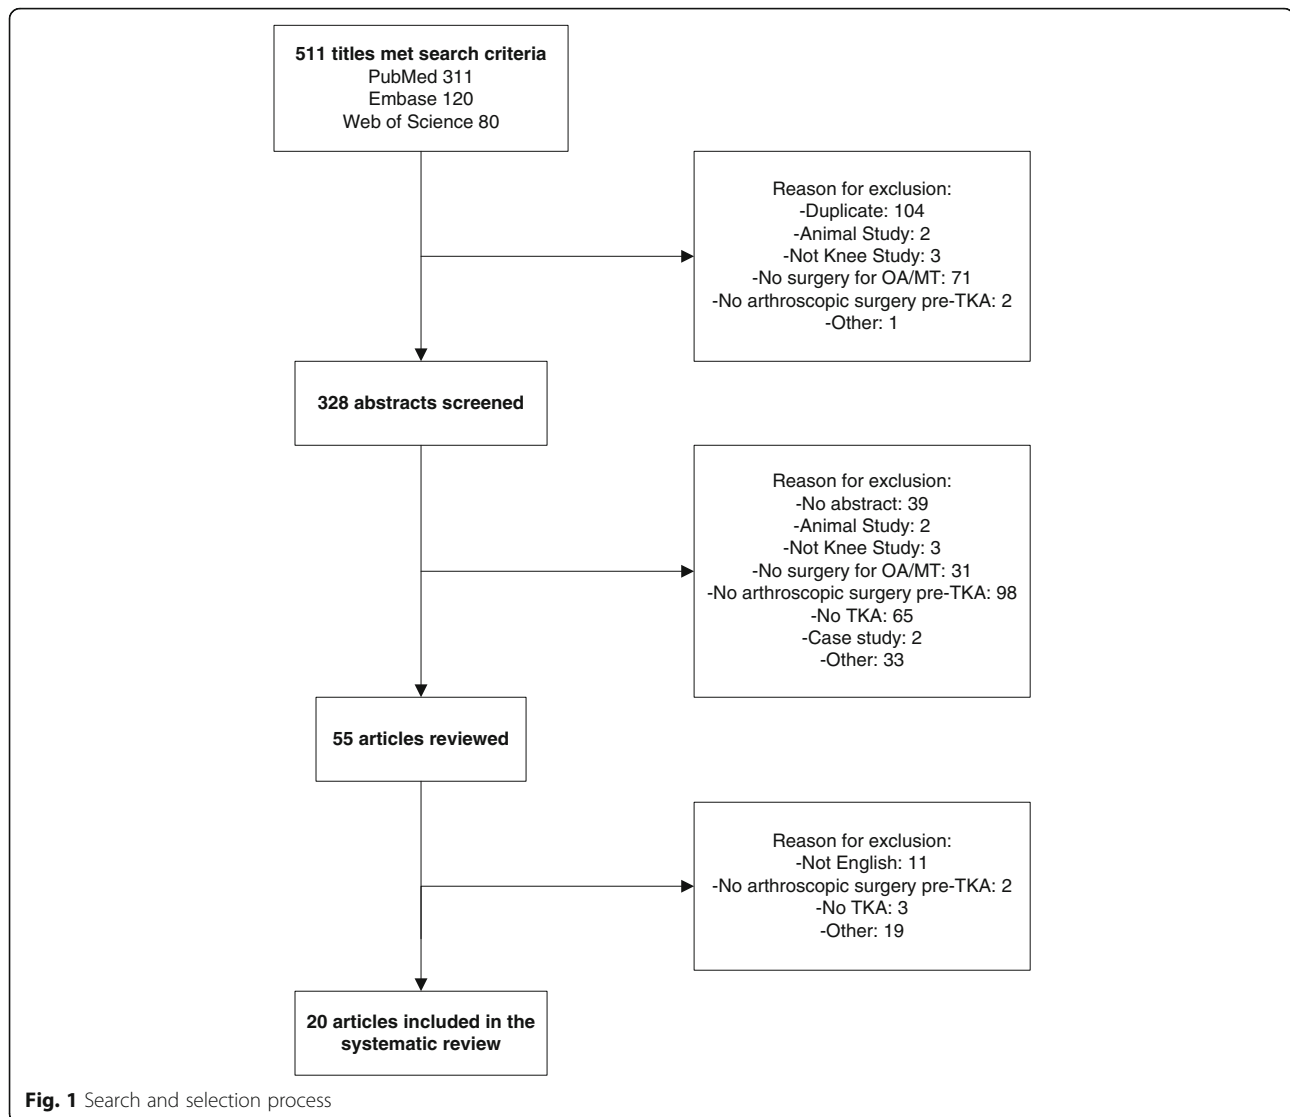 511 titles met search criteria
PubMed 311
Embase 120
Web of Science 80
Reason for exclusion:
-Duplicate: 104
-Animal Study: 2
-Not Knee Study: 3
-No surgery for OA/MT: 71
-No arthroscopic surgery pre-TKA: 2
-Other: 1
328 abstracts screened
Reason for exclusion:
-No abstract: 39
-Animal Study: 2
-Not Knee Study: 3
-No surgery for OA/MT: 31
-No arthroscopic surgery pre-TKA: 98
-No TKA: 65
-Case study: 2
-Other: 33
55 articles reviewed
Reason for exclusion:
-Not English: 11
-No arthroscopic surgery pre-TKA: 2
-No TKA: 3
-Other: 19
20 articles included in the
systematic review
Fig. 1 Search and selection process